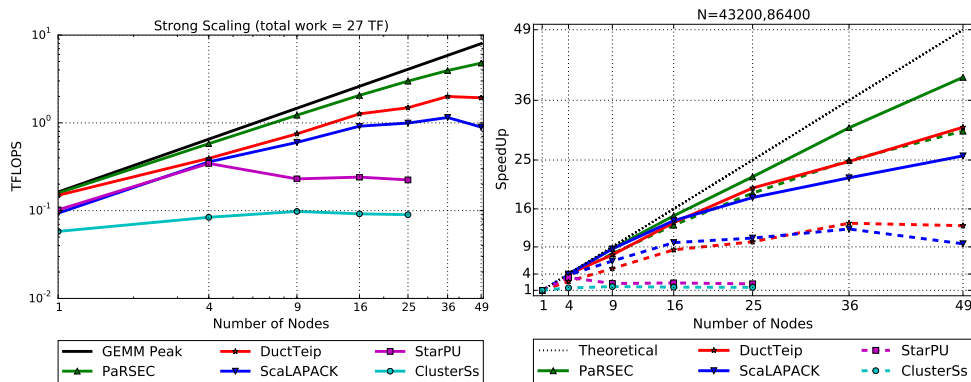 Strong Scaling (total work = 27 TF)
10^1
10^0
10^-1
10^-2
TFLOPS
1 4 9 16 25 36 49
Number of Nodes
GEMM Peak DuctTeip StarPU
PaRSEC ScaLAPACK ClusterSs
N=43200,86400
49
36
25
16
9
4
1
SpeedUp
1 4 9 16 25 36 49
Number of Nodes
Theoretical DuctTeip StarPU
PaRSEC ScaLAPACK ClusterSs